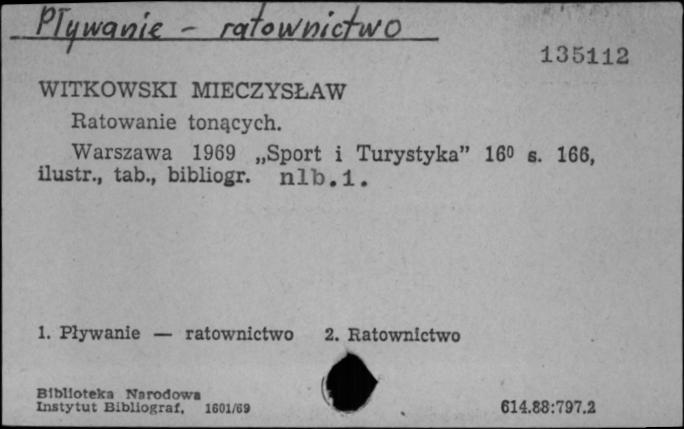 Pływanie - ratownictwo
135112
WITKOWSKI MIECZYSŁAW
Ratowanie tonących.
Warszawa 1969 „Sport i Turystyka” 16⁰ s. 166,
ilustr., tab., bibliogr. nlb.1.
1. Pływanie — ratownictwo 2. Ratownictwo
Biblioteka Narodowa
Instytut Bibliograf. 1601/69
614.88:797.2